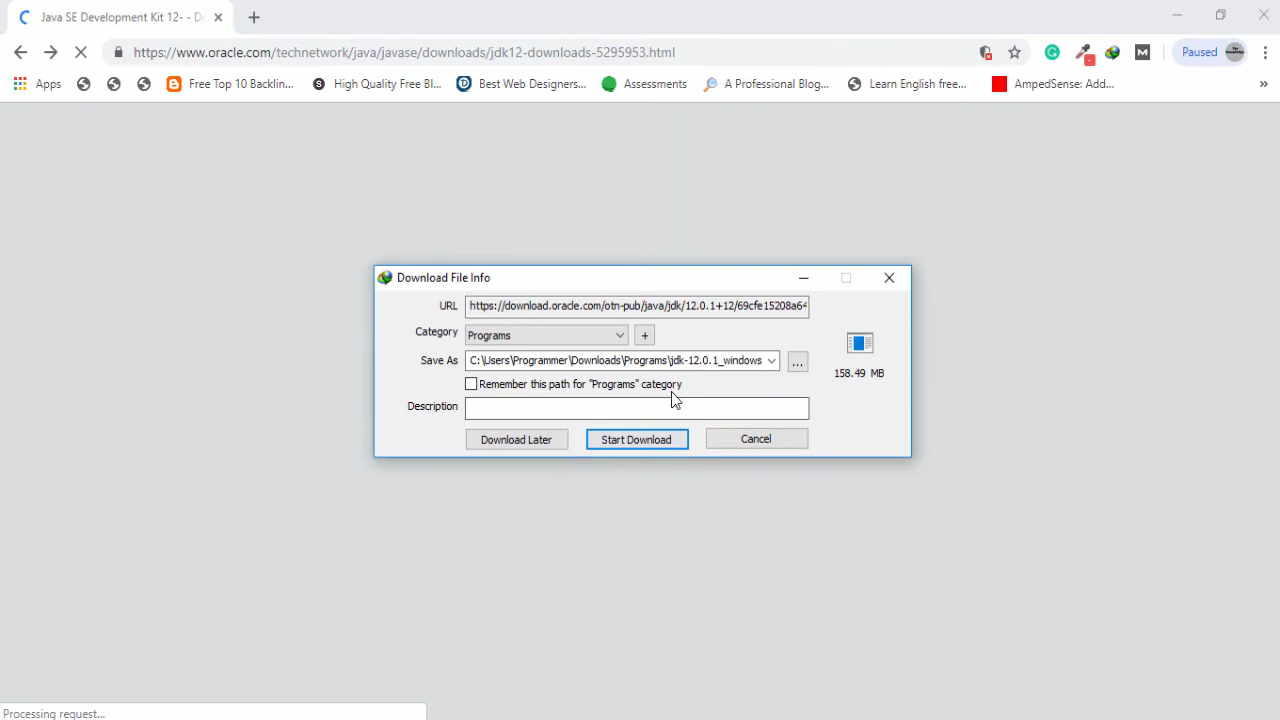 Java SE Development Kit 12- - Do
https://www.oracle.com/technetwork/java/javase/downloads/jdk12-downloads-5295953.html
Paused
Apps
Free Top 10 Backlin...
High Quality Free Bl...
Best Web Designers...
Assessments
A Professional Blog...
Learn English free...
AmpedSense: Add...
»
Download File Info
URL
https://download.oracle.com/otn-pub/java/jdk/12.0.1+12/69cfe15208a64
Category
Programs
+
Save As
C:\Users\Programmer\Downloads\Programs\jdk-12.0.1_windows
...
158.49 MB
Remember this path for "Programs" category
Description
Download Later
Start Download
Cancel
Processing request...